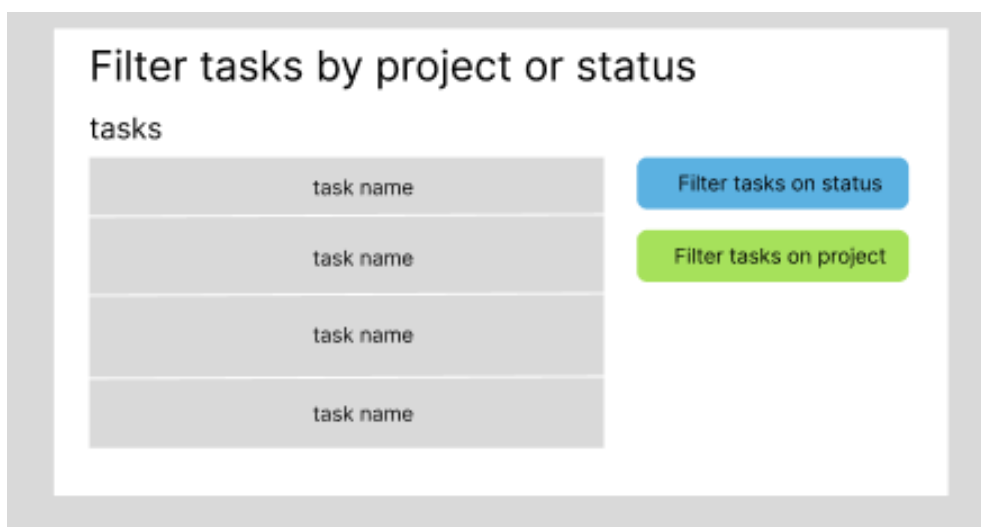 Filter tasks by project or status
tasks
task name
task name
task name
task name
Filter tasks on status
Filter tasks on project